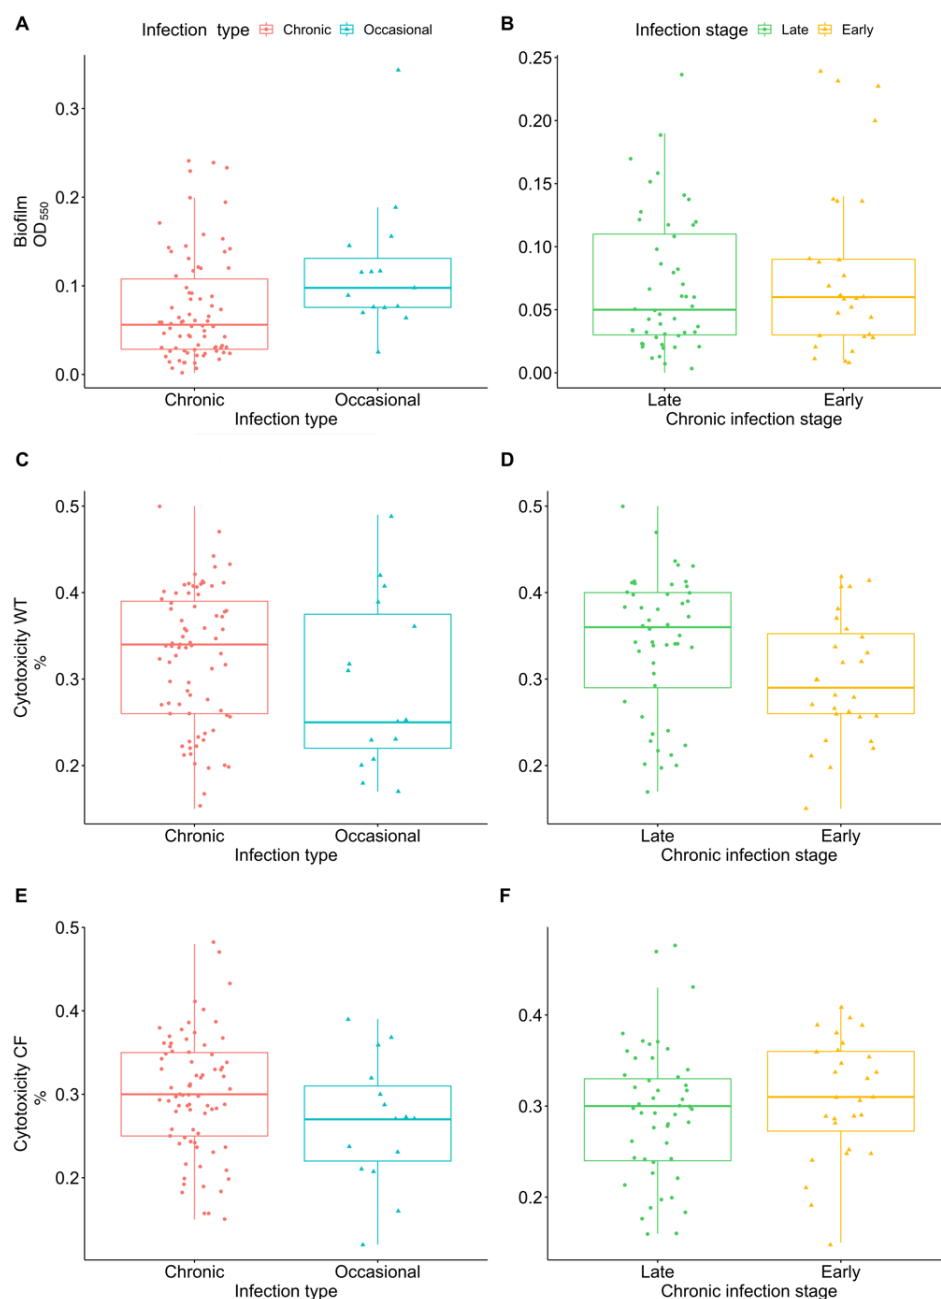 A
Infection type Chronic Occasional
B
Infection stage Late Early
0.3
0.2
0.1
0.0
Biofilm
OD550
Chronic Occasional
Infection type
0.25
0.20
0.15
0.10
0.05
0.00
Late Early
Chronic infection stage
C
0.5
0.4
0.3
0.2
Cytotoxicity WT
%
Chronic Occasional
Infection type
D
0.5
0.4
0.3
0.2
Late Early
Chronic infection stage
E
0.5
0.4
0.3
0.2
Cytotoxicity CF
%
Chronic Occasional
Infection type
F
0.4
0.3
0.2
Late Early
Chronic infection stage